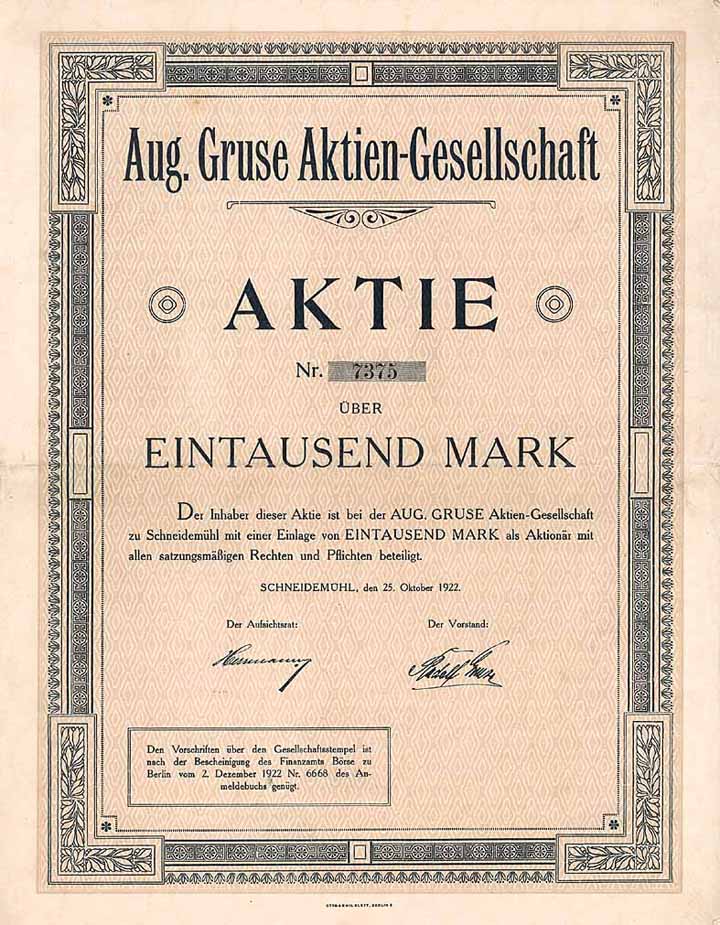 Aug. Gruse Aktien-Gesellschaft
AKTIE
Nr. 7375
ÜBER
EINTAUSEND MARK
Der Inhaber dieser Aktie ist bei der AUG. GRUSE Aktien-Gesellschaft
zu Schneidemühl mit einer Einlage von EINTAUSEND MARK als Aktionär mit
allen satzungsmäßigen Rechten und Pflichten beteiligt.
SCHNEIDEMÜHL, den 25. Oktober 1922.
Der Aufsichtsrat: Der Vorstand:
Herrmann Rudolf Gruse
Den Vorschriften über den Gesellschaftsstempel ist
nach der Bescheinigung des Finanzamts Börse zu
Berlin vom 2. Dezember 1922 Nr. 6668 des An-
meldebuchs genügt.